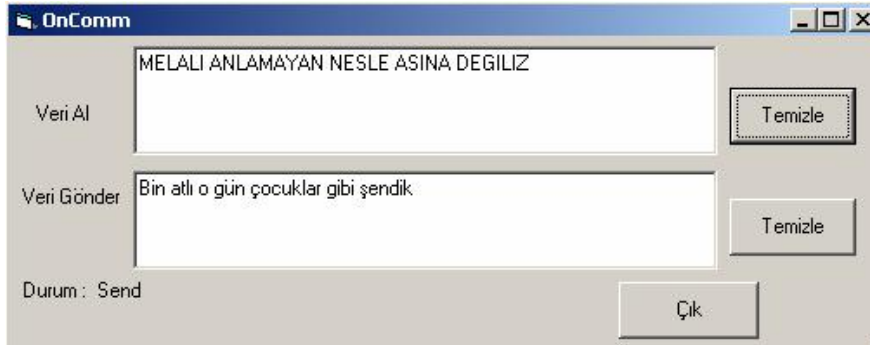 OnComm
MELALI ANLAMAYAN NESLE ASINA DEGILIZ
Veri Al
Temizle
Bin atlı o gün çocuklar gibi şendik
Veri Gönder
Temizle
Durum : Send
Çık